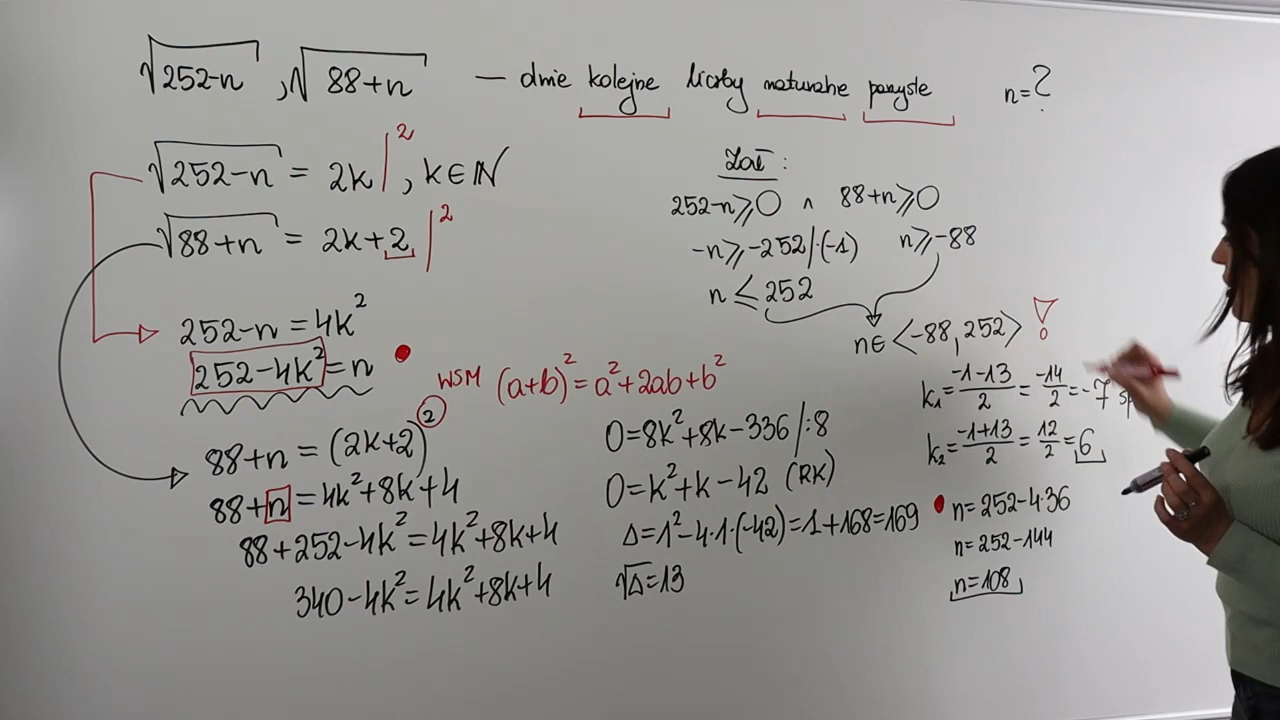 √252-n , √88+n — dwie kolejne liczby naturalne parzyste n=?
√252-n = 2k |², k∈ℕ
√88+n = 2k+2 |²
252-n=4k²
252-4k²=n
88+n=(2k+2)²
88+n=4k²+8k+4
88+252-4k²=4k²+8k+4
340-4k²=4k²+8k+4
Zał:
252-n⩾0 ∧ 88+n⩾0
-n⩾-252/·(-1) n⩾-88
n⩽252
n∈<-88,252> !
WSM (a+b)²=a²+2ab+b²
0=8k²+8k-336/:8
0=k²+k-42 (RK)
Δ=1²-4·1·(-42)=1+168=169
√Δ=13
k₁=(-1-13)/2=-14/2=-7 sp
k₂=(-1+13)/2=12/2=6
n=252-4·36
n=252-144
n=108